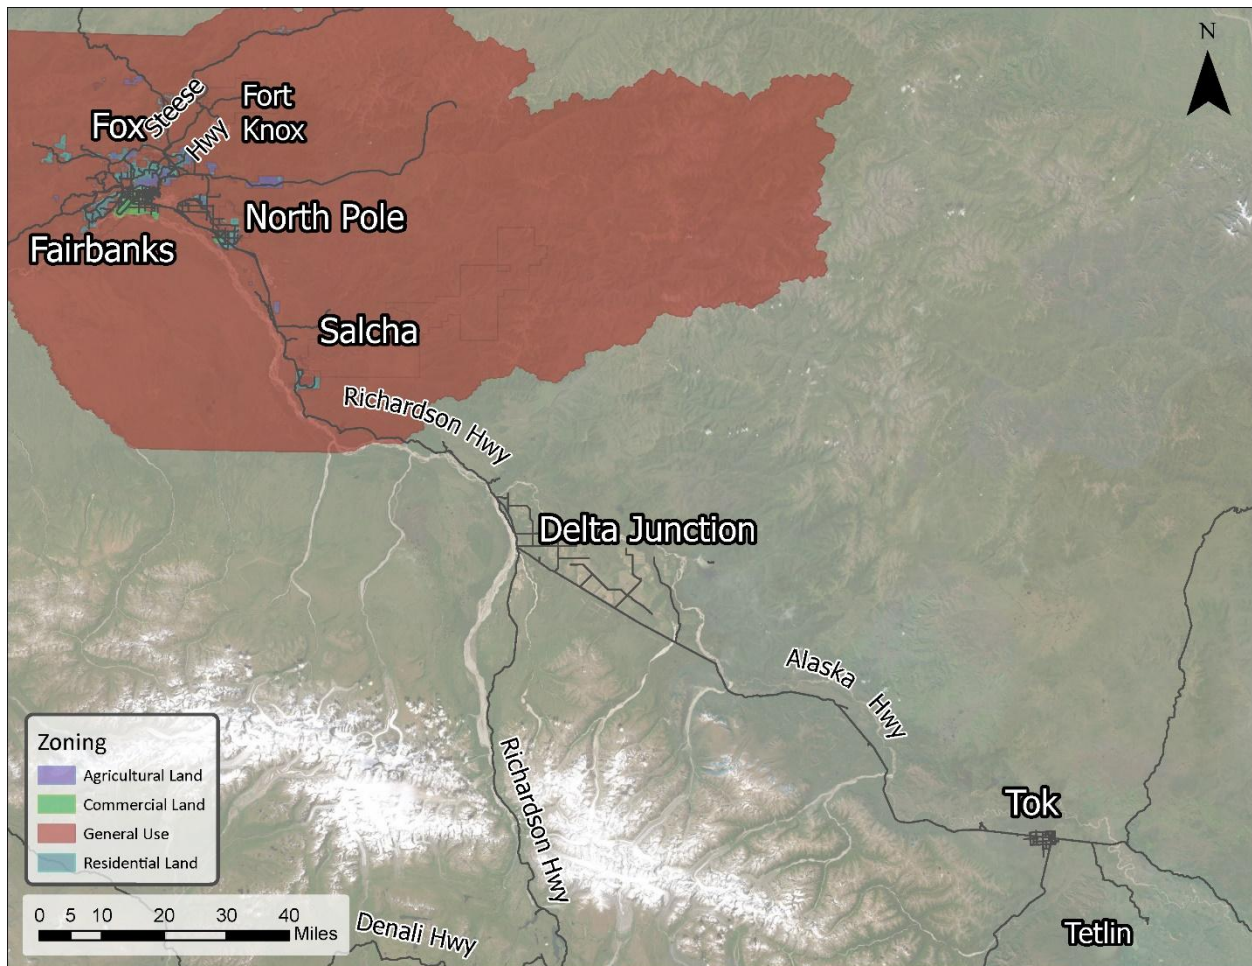 N
Fort
Knox
Steese
Hwy
Fox
North Pole
Fairbanks
Salcha
Richardson Hwy
Delta Junction
Alaska Hwy
Richardson Hwy
Tok
Tetlin
Denali Hwy
Zoning
Agricultural Land
Commercial Land
General Use
Residential Land
0 5 10 20 30 40
Miles